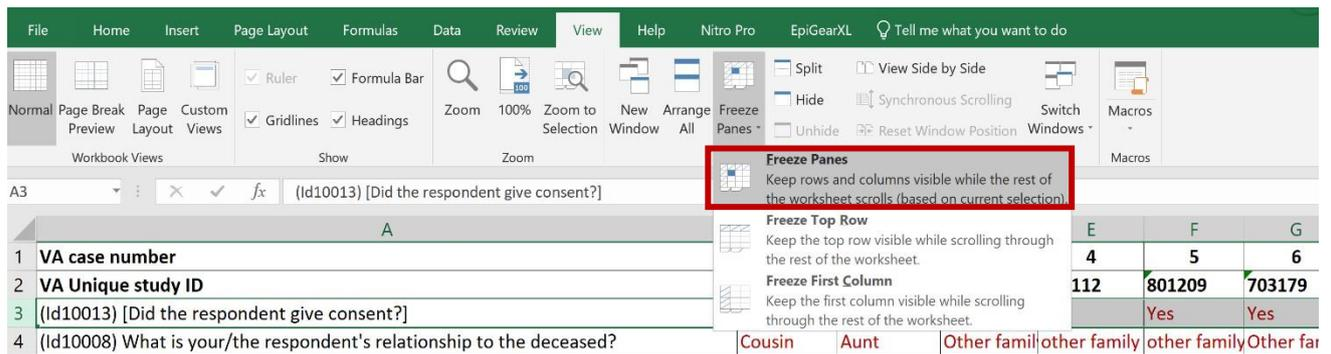 File Home Insert Page Layout Formulas Data Review View Help Nitro Pro EpiGearXL Tell me what you want to do
Ruler Formula Bar
Gridlines Headings
Normal Page Break Preview Page Layout Custom Views
Workbook Views
Show
Zoom 100% Zoom to Selection
Zoom
New Window Arrange All Freeze Panes
Split
Hide
Unhide
View Side by Side
Synchronous Scrolling
Reset Window Position
Switch Windows
Macros
Macros
Freeze Panes
Keep rows and columns visible while the rest of
the worksheet scrolls (based on current selection).
Freeze Top Row
Keep the top row visible while scrolling through
the rest of the worksheet.
Freeze First Column
Keep the first column visible while scrolling
through the rest of the worksheet.
A3 fx (Id10013) [Did the respondent give consent?]
A E F G
1 VA case number 4 5 6
2 VA Unique study ID 112 801209 703179
3 (Id10013) [Did the respondent give consent?] Yes Yes
4 (Id10008) What is your/the respondent's relationship to the deceased? Cousin Aunt Other famil other family other family Other fa